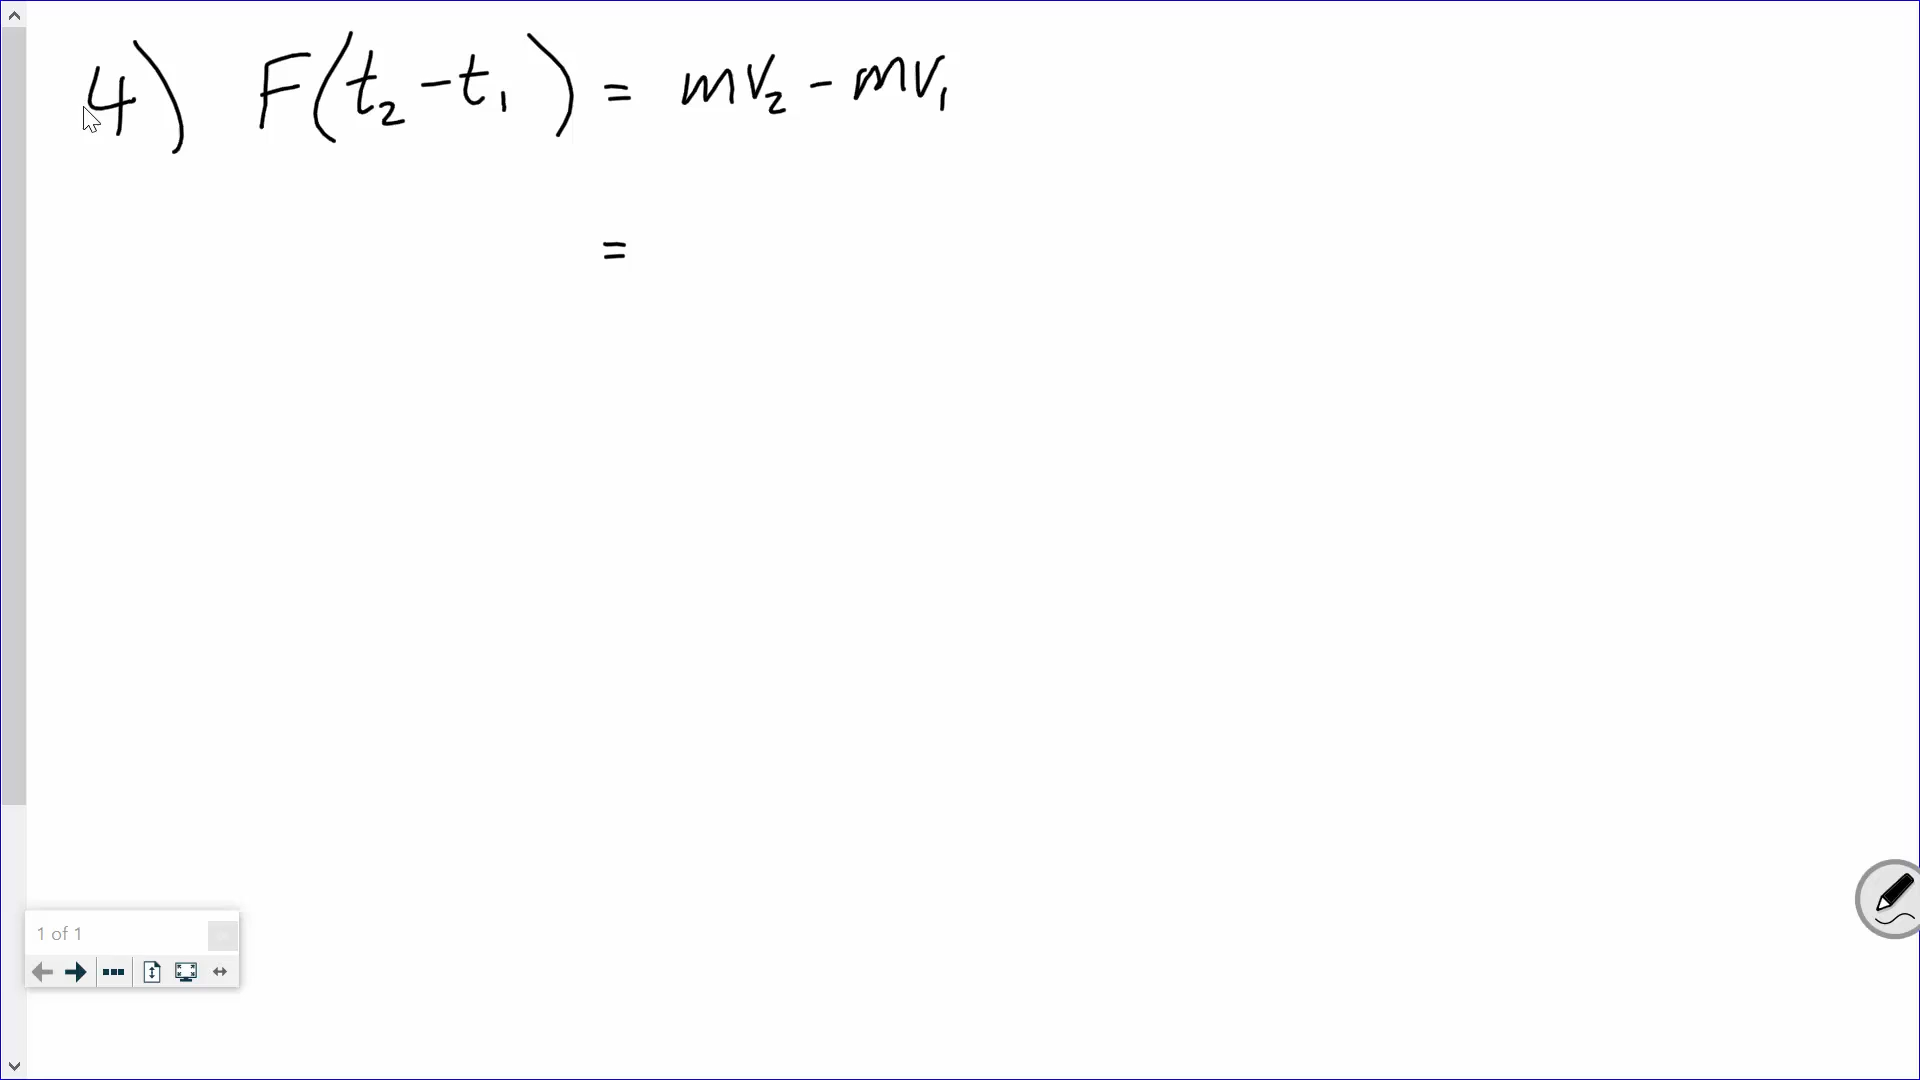 4) F(t₂ - t₁) = mv₂ - mv₁
=
1 of 1